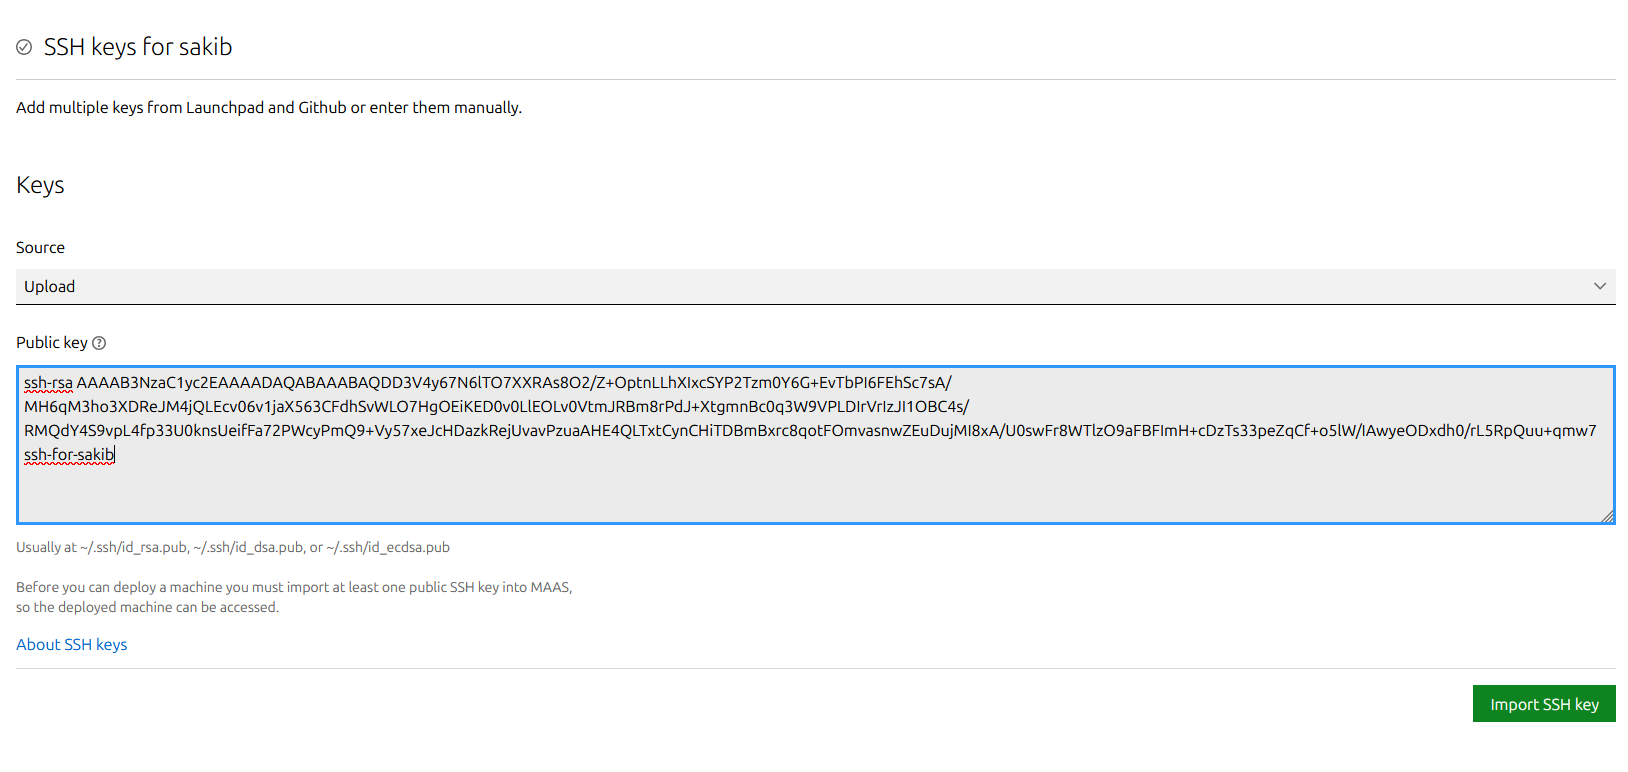 SSH keys for sakib
Add multiple keys from Launchpad and Github or enter them manually.
Keys
Source
Upload
Public key
ssh-rsa AAAAB3NzaC1yc2EAAAADAQABAAABAQDD3V4y67N6lTO7XXRAs8O2/Z+OptnLLhXIxcSYP2Tzm0Y6G+EvTbPI6FEhSc7sA/
MH6qM3ho3XDReJM4jQLEcv06v1jaX563CFdhSvWLO7HgOEiKED0v0LlEOLv0VtmJRBm8rPdJ+XtgmnBc0q3W9VPLDIrVrIzJI1OBC4s/
RMQdY4S9vpL4fp33U0knsUeifFa72PWcyPmQ9+Vy57xeJcHDazkRejUvavPzuaAHE4QLTxtCynCHiTDBmBxrc8qotFOmvasnwZEuDujMI8xA/U0swFr8WTlzO9aFBFImH+cDzTs33peZqCf+o5lW/IAwyeODxdh0/rL5RpQuu+qmw7
ssh-for-sakib
Usually at ~/.ssh/id_rsa.pub, ~/.ssh/id_dsa.pub, or ~/.ssh/id_ecdsa.pub
Before you can deploy a machine you must import at least one public SSH key into MAAS,
so the deployed machine can be accessed.
About SSH keys
Import SSH key